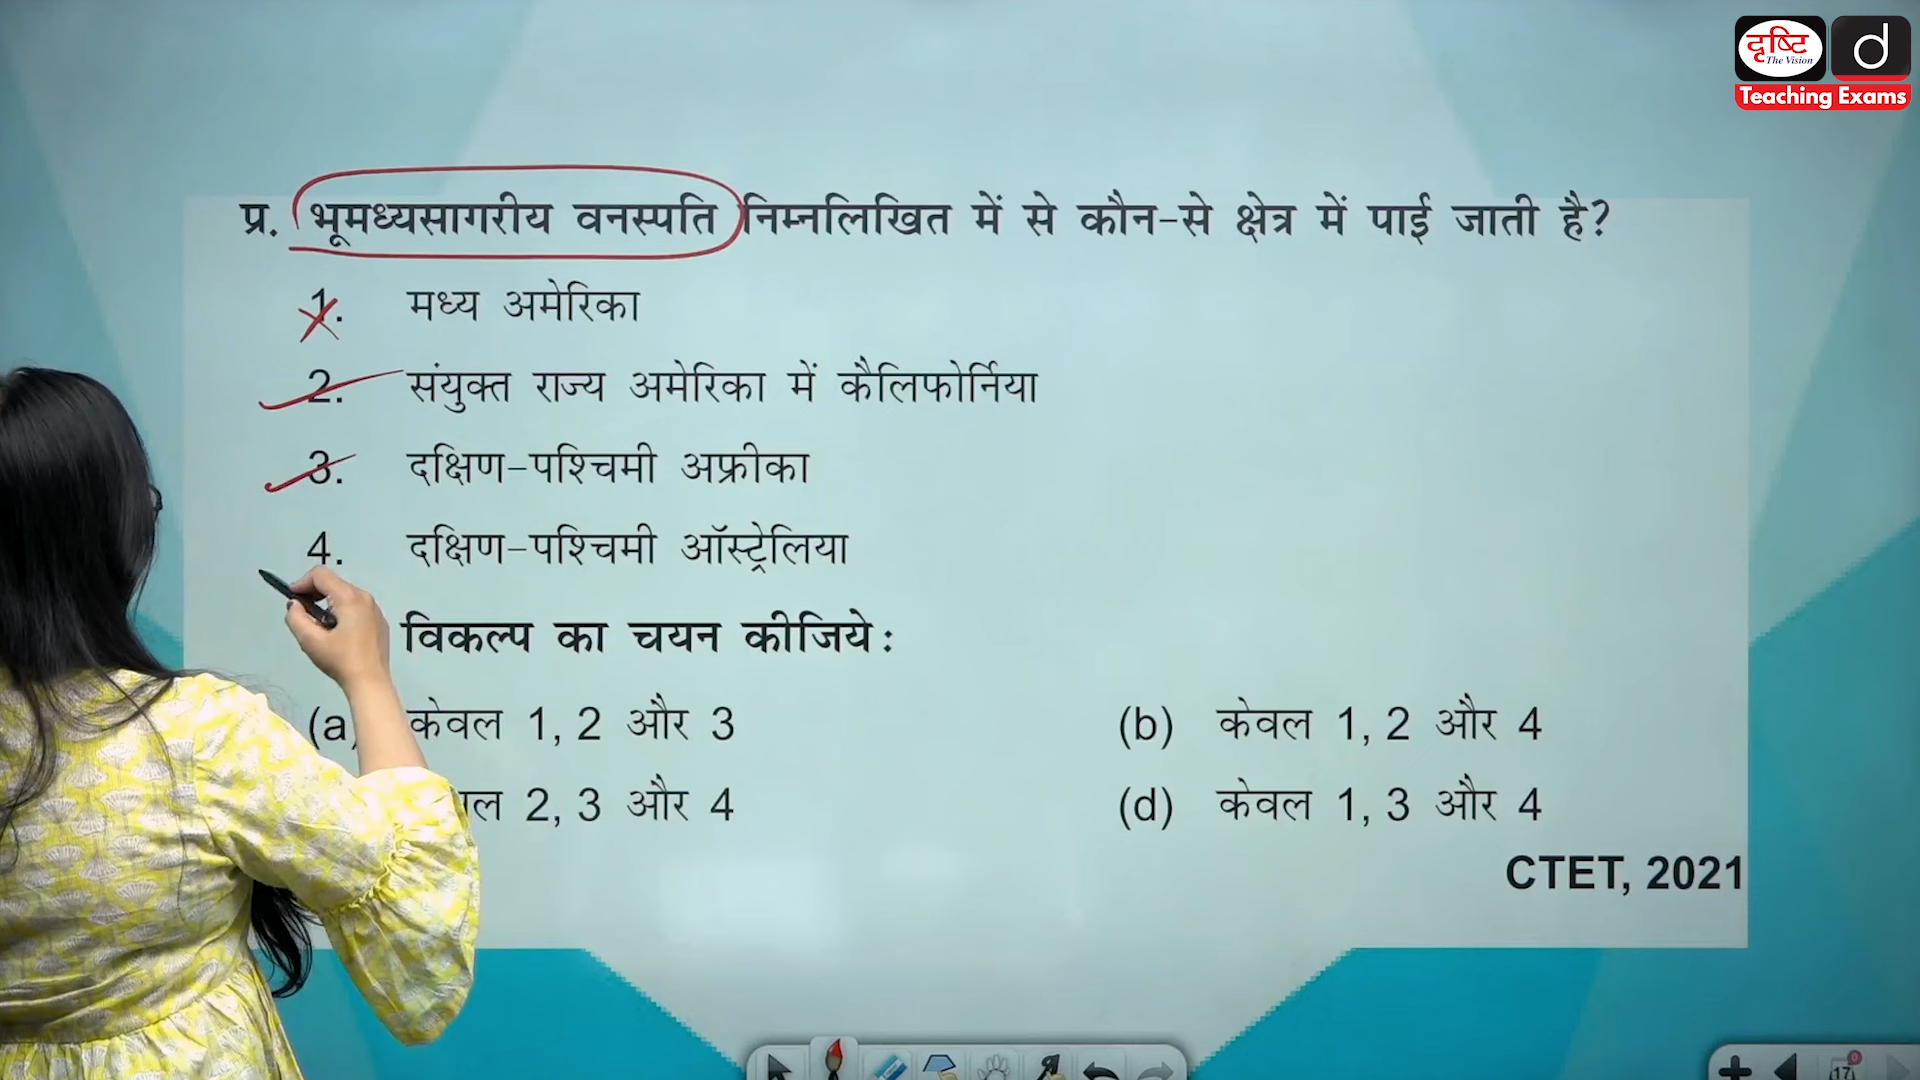 दृष्टि
The Vision
d
Teaching Exams
प्र. भूमध्यसागरीय वनस्पति निम्नलिखित में से कौन-से क्षेत्र में पाई जाती है?
1. मध्य अमेरिका
2. संयुक्त राज्य अमेरिका में कैलिफोर्निया
3. दक्षिण-पश्चिमी अफ्रीका
4. दक्षिण-पश्चिमी ऑस्ट्रेलिया
विकल्प का चयन कीजिये:
(a) केवल 1, 2 और 3 (b) केवल 1, 2 और 4
2, 3 और 4 (d) केवल 1, 3 और 4
CTET, 2021
17
0